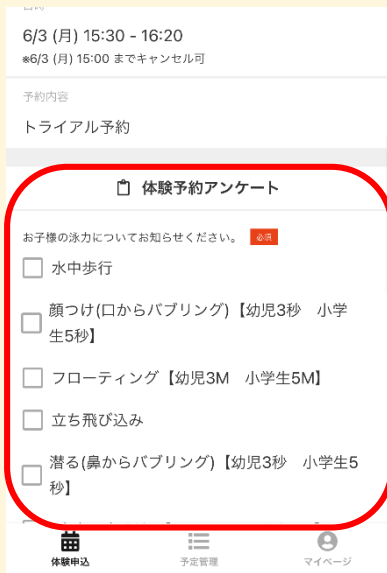 6/3 (月) 15:30 - 16:20
*6/3 (月) 15:00 までキャンセル可
予約内容
トライアル予約
体験予約アンケート
お子様の泳力についてお知らせください。 必須
水中歩行
顔つけ(口からバブリング)【幼児3秒　小学
生5秒】
フローティング【幼児3M　小学生5M】
立ち飛び込み
潜る(鼻からバブリング)【幼児3秒　小学生5
秒】
体験申込 予定管理 マイページ